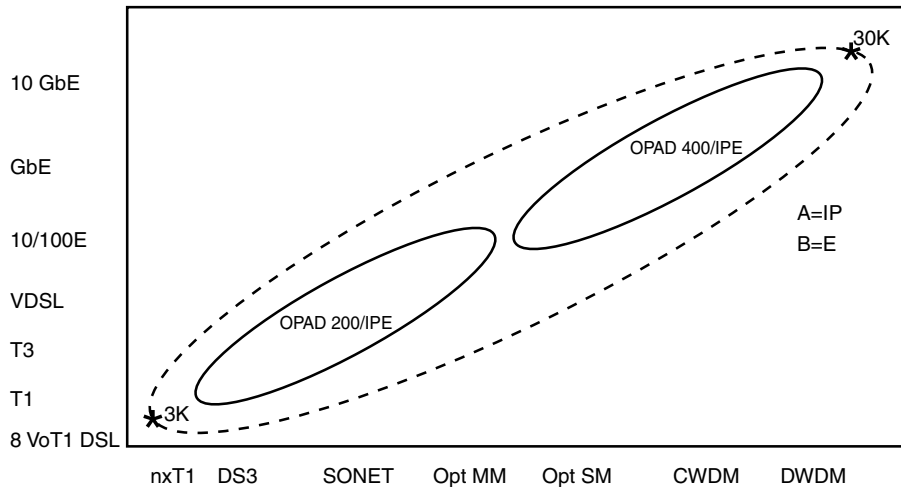 30K
10 GbE
OPAD 400/IPE
GbE
A=IP
10/100E
B=E
VDSL
OPAD 200/IPE
T3
T1
3K
8 VoT1 DSL
nxT1 DS3 SONET Opt MM Opt SM CWDM DWDM